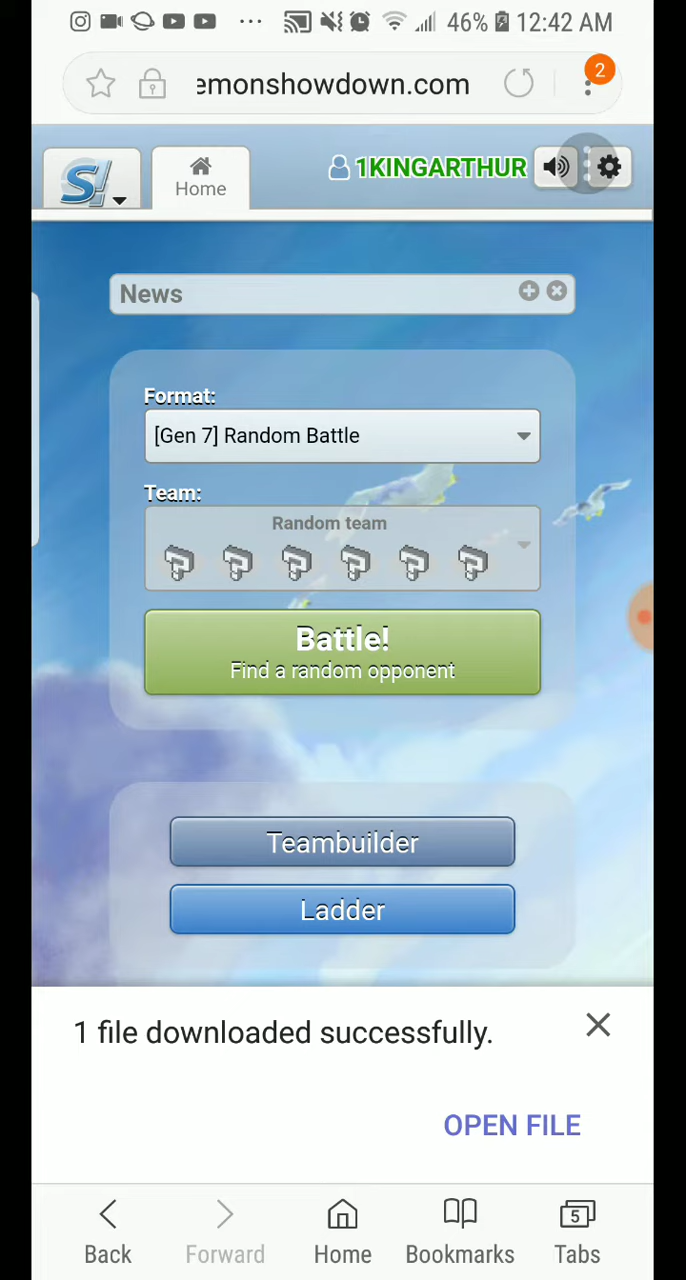 46% 12:42 AM
emonshowdown.com
2
S!
Home
1KINGARTHUR
News
Format:
[Gen 7] Random Battle
Team:
Random team
? ? ? ? ? ?
Battle!
Find a random opponent
Teambuilder
Ladder
1 file downloaded successfully.
OPEN FILE
5
Back Forward Home Bookmarks Tabs